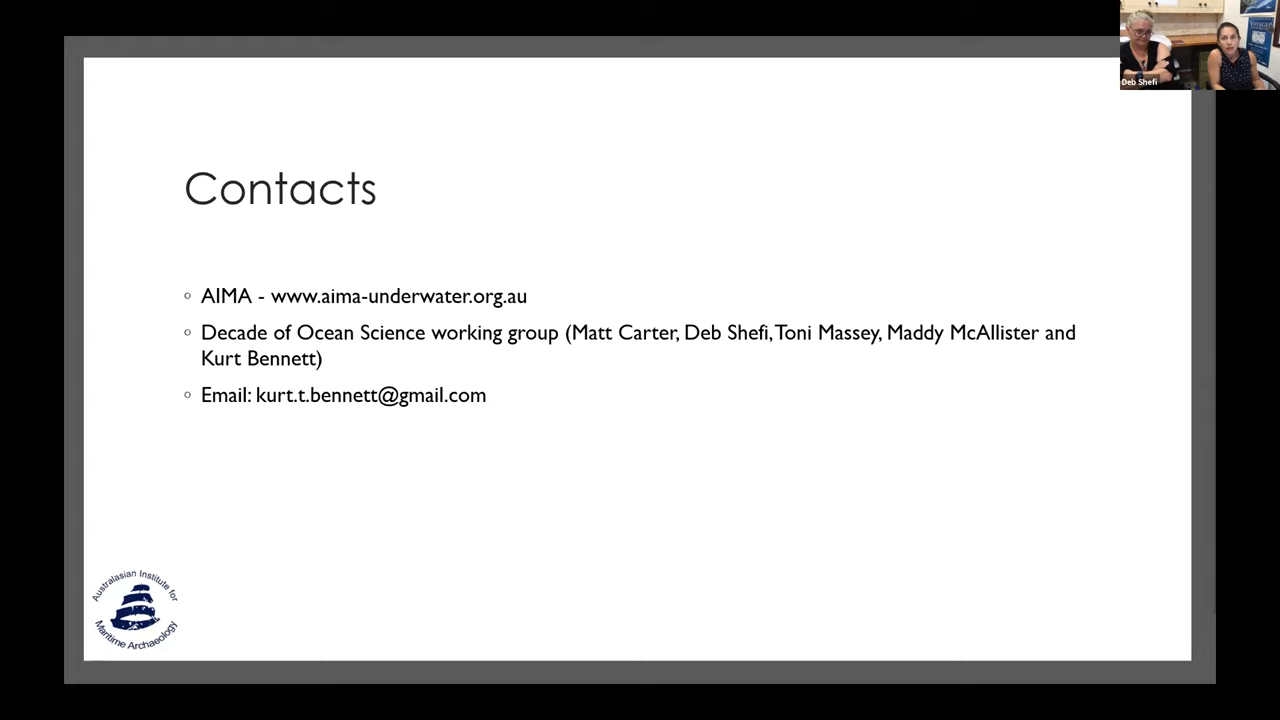 Deb Shefi
VOYAGER
Contacts
AIMA - www.aima-underwater.org.au
Decade of Ocean Science working group (Matt Carter, Deb Shefi, Toni Massey, Maddy McAllister and
Kurt Bennett)
Email: kurt.t.bennett@gmail.com
Australasian Institute for
Maritime Archaeology